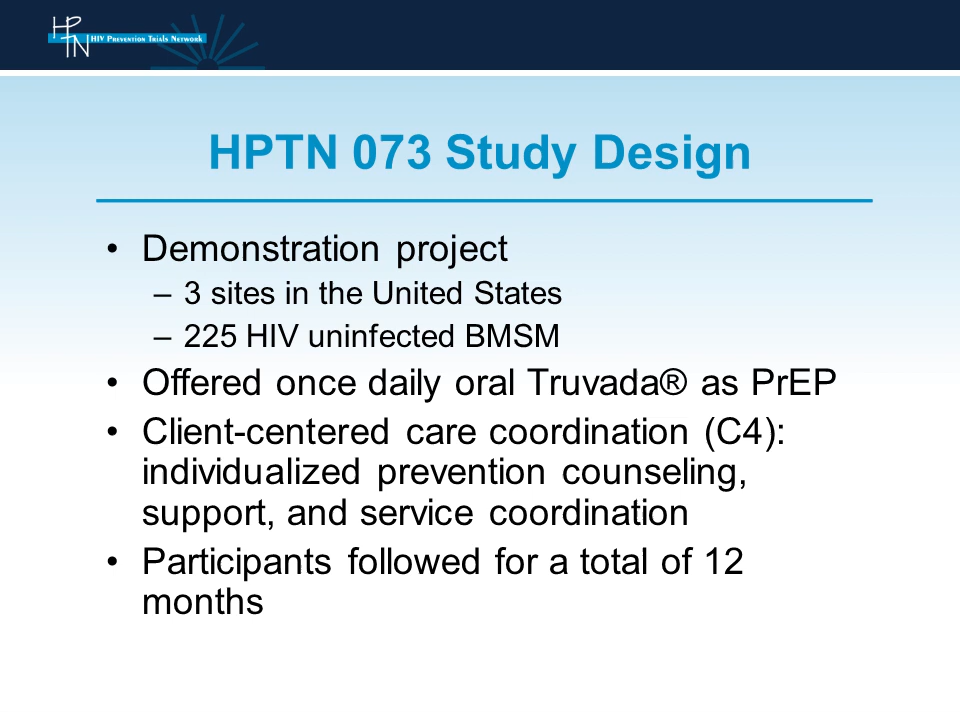 HPTN
HIV Prevention Trials Network
HPTN 073 Study Design
• Demonstration project
– 3 sites in the United States
– 225 HIV uninfected BMSM
• Offered once daily oral Truvada® as PrEP
• Client-centered care coordination (C4):
individualized prevention counseling,
support, and service coordination
• Participants followed for a total of 12
months